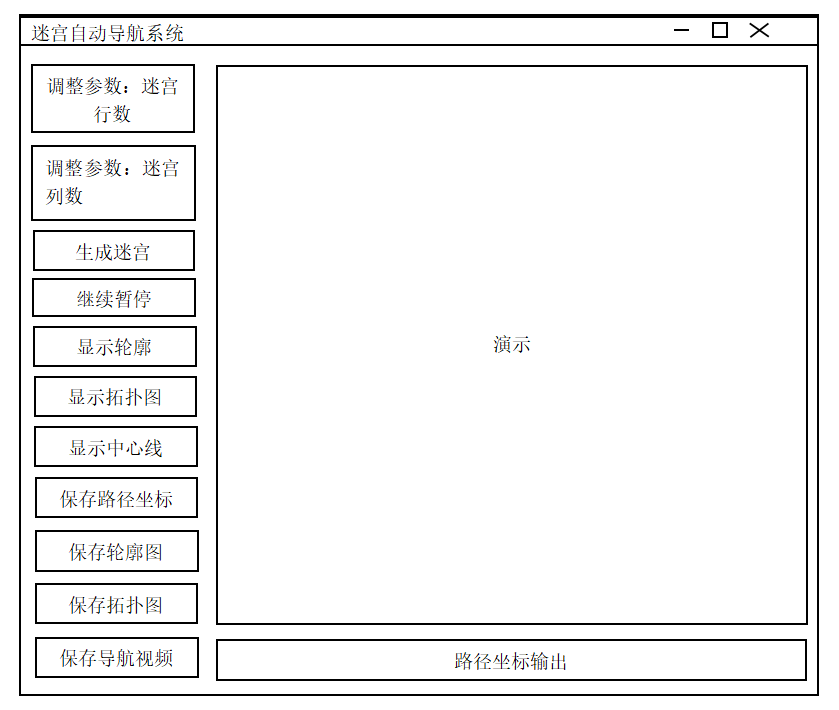 迷宫自动导航系统
调整参数：迷宫
行数
调整参数：迷宫
列数
生成迷宫
继续暂停
显示轮廓
显示拓扑图
显示中心线
保存路径坐标
保存轮廓图
保存拓扑图
保存导航视频
演示
路径坐标输出